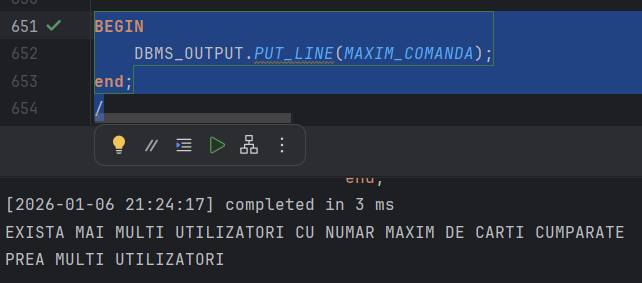 651 BEGIN
652 DBMS_OUTPUT.PUT_LINE(MAXIM_COMANDA);
653 end;
654 /
end;
[2026-01-06 21:24:17] completed in 3 ms
EXISTA MAI MULTI UTILIZATORI CU NUMAR MAXIM DE CARTI CUMPARATE
PREA MULTI UTILIZATORI